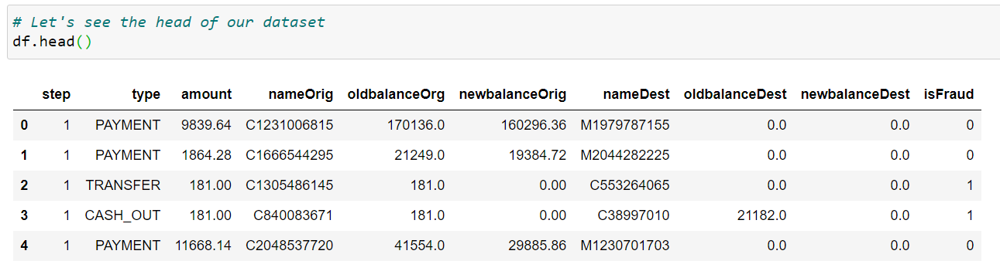 # Let's see the head of our dataset
df.head()
step type amount nameOrig oldbalanceOrg newbalanceOrig nameDest oldbalanceDest newbalanceDest isFraud
0 1 PAYMENT 9839.64 C1231006815 170136.0 160296.36 M1979787155 0.0 0.0 0
1 1 PAYMENT 1864.28 C1666544295 21249.0 19384.72 M2044282225 0.0 0.0 0
2 1 TRANSFER 181.00 C1305486145 181.0 0.00 C553264065 0.0 0.0 1
3 1 CASH_OUT 181.00 C840083671 181.0 0.00 C38997010 21182.0 0.0 1
4 1 PAYMENT 11668.14 C2048537720 41554.0 29885.86 M1230701703 0.0 0.0 0